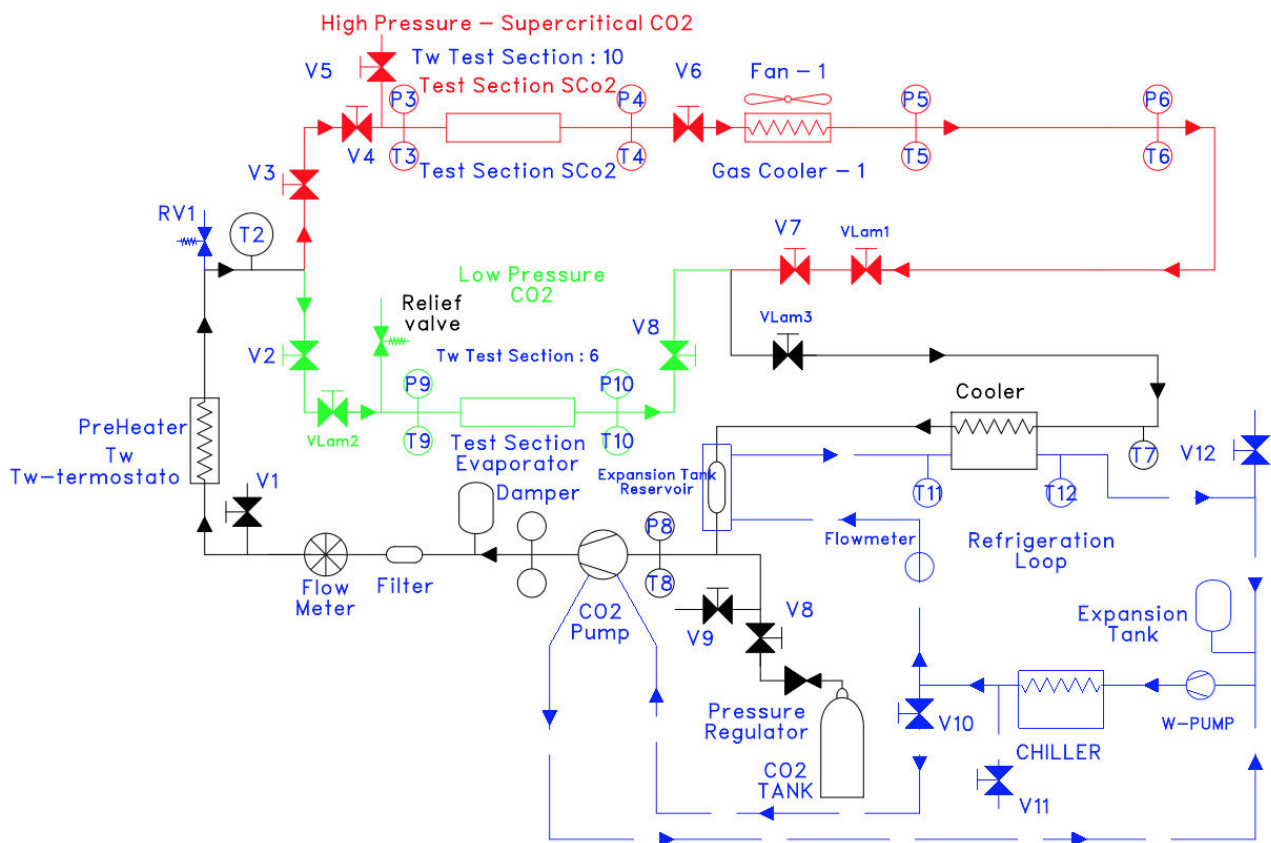 High Pressure - Supercritical CO2
V5
Tw Test Section : 10
V6
Fan - 1
Test Section SCo2
P3
P4
P5
P6
V4
T3
Test Section SCo2
T4
Gas Cooler - 1
T5
T6
V3
RV1
T2
V7
VLam1
Low Pressure
CO2
Relief
valve
V8
VLam3
V2
Tw Test Section : 6
P9
P10
Cooler
VLam2
T9
Test Section
Evaporator
T10
T7
V12
PreHeater
Tw
Tw-termostato
Expansion Tank
Reservoir
T11
T12
V1
Damper
P8
Flowmeter
Refrigeration
Loop
Flow
Meter
Filter
CO2
Pump
T8
V9
V8
Expansion
Tank
Pressure
Regulator
V10
W-PUMP
CHILLER
CO2
TANK
V11